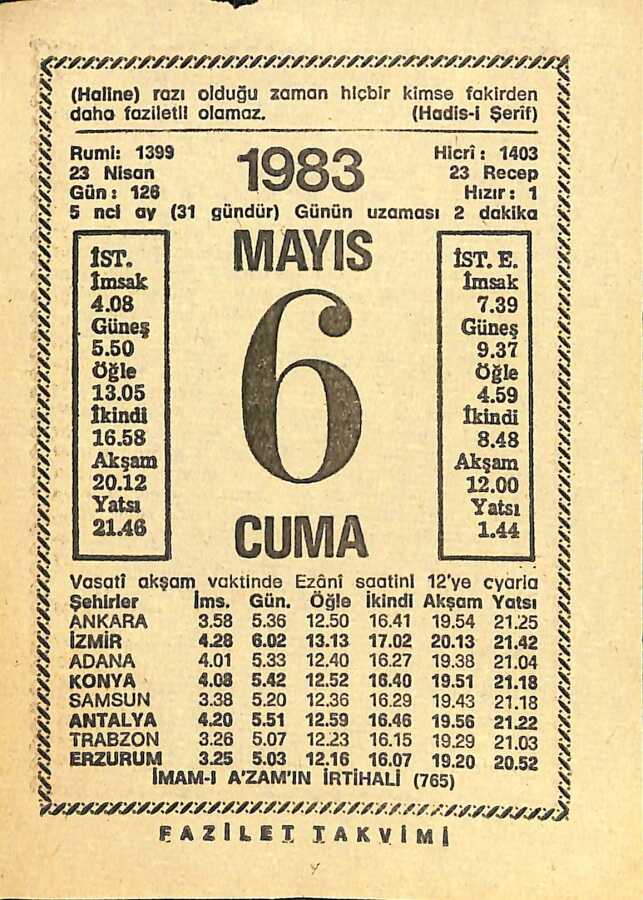 (Haline) razı olduğu zaman hiçbir kimse fakirden
daha faziletli olamaz. (Hadis-i Şerîf)
Rumi: 1399
23 Nisan
Gün: 126
1983
Hicrî: 1403
23 Recep
Hızır: 1
5 nci ay (31 gündür) Günün uzaması 2 dakika
MAYIS
6
CUMA
İST.
İmsak
4.08
Güneş
5.50
Öğle
13.05
İkindi
16.58
Akşam
20.12
Yatsı
21.46
İST. E.
İmsak
7.39
Güneş
9.37
Öğle
4.59
İkindi
8.48
Akşam
12.00
Yatsı
1.44
Vasatî akşam vaktinde Ezânî saatini 12'ye cyarla
Şehirler İms. Gün. Öğle İkindi Akşam Yatsı
ANKARA 3.58 5.36 12.50 16.41 19.54 21.25
İZMİR 4.28 6.02 13.13 17.02 20.13 21.42
ADANA 4.01 5.33 12.40 16.27 19.38 21.04
KONYA 4.08 5.42 12.52 16.40 19.51 21.18
SAMSUN 3.38 5.20 12.36 16.29 19.43 21.18
ANTALYA 4.20 5.51 12.59 16.46 19.56 21.22
TRABZON 3.26 5.07 12.23 16.15 19.29 21.03
ERZURUM 3.25 5.03 12.16 16.07 19.20 20.52
İMAM-I A'ZAM'IN İRTİHALİ (765)
FAZİLET TAKVİMİ